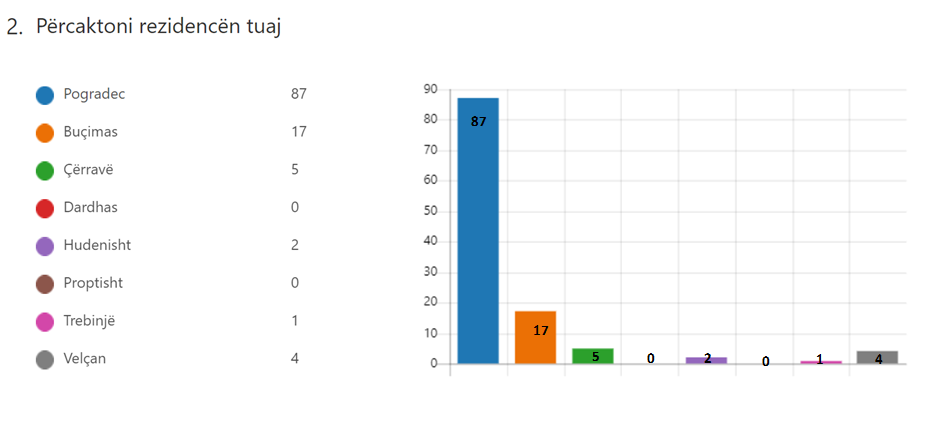 2. Përcaktoni rezidencën tuaj
Pogradec 87
Buçimas 17
Çërravë 5
Dardhas 0
Hudenisht 2
Proptisht 0
Trebinjë 1
Velçan 4
90
80
70
60
50
40
30
20
10
0
87
17
5
0
2
0
1
4